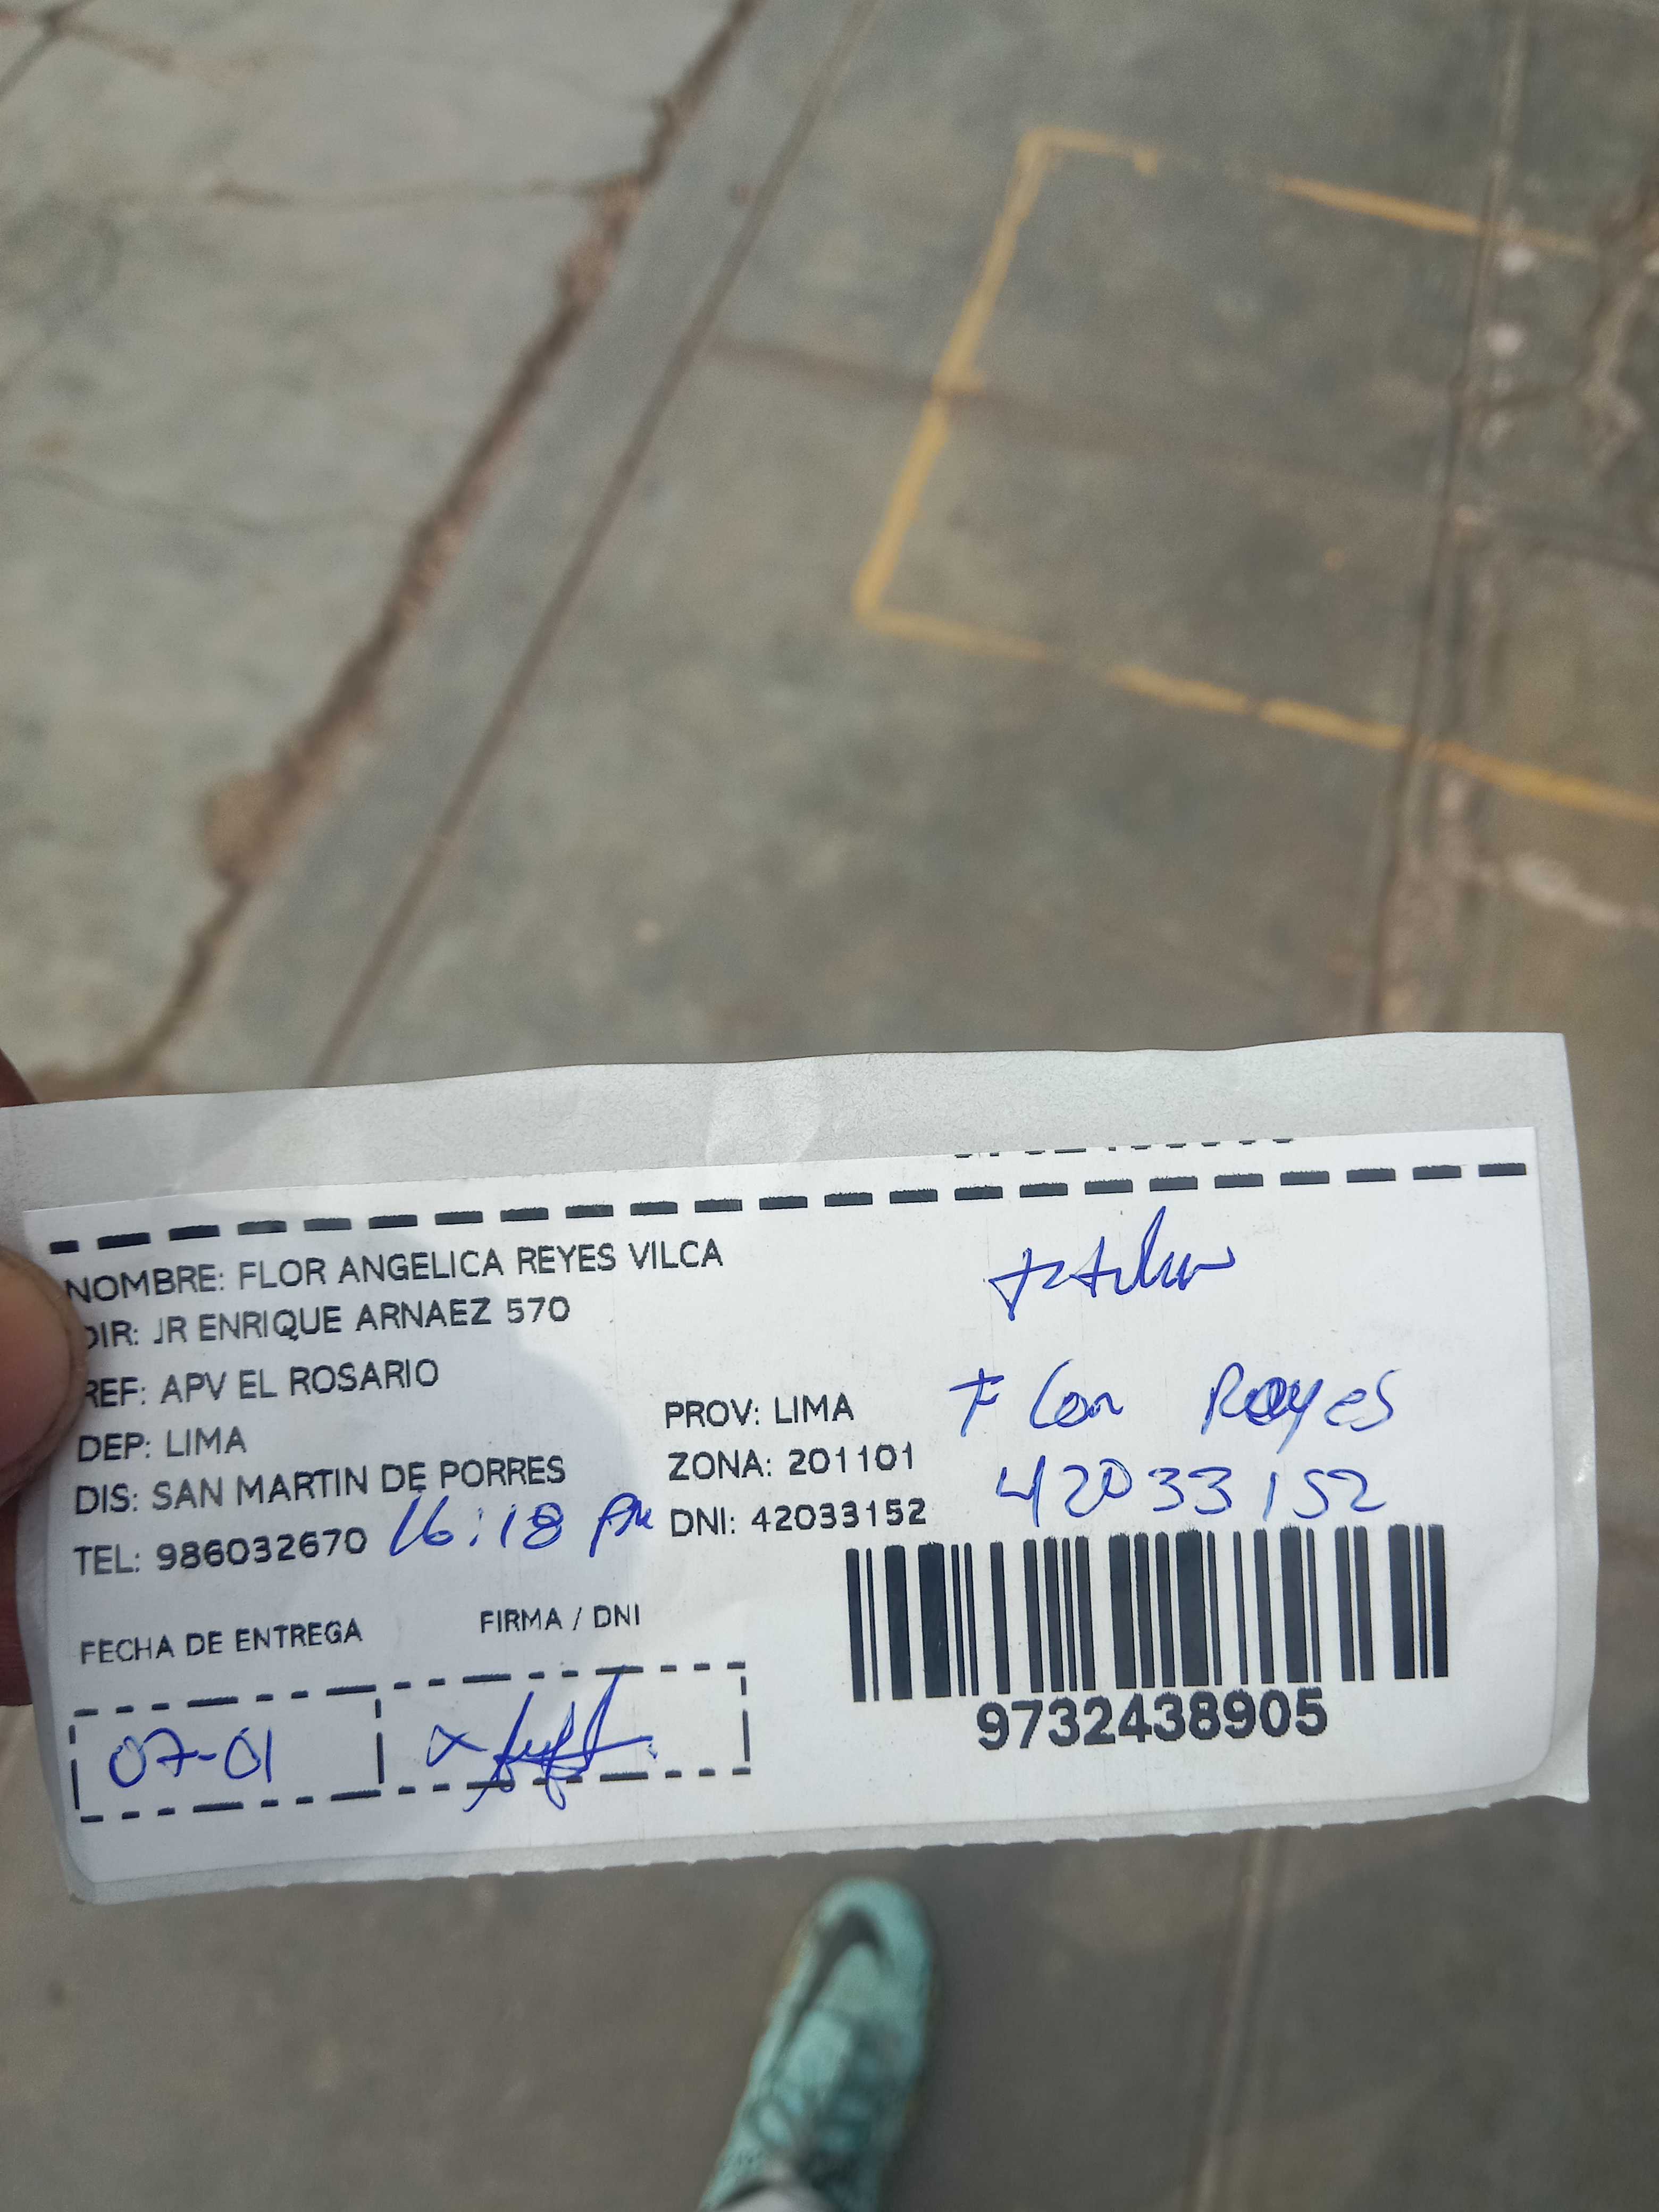 NOMBRE: FLOR ANGELICA REYES VILCA
DIR: JR ENRIQUE ARNAEZ 570
REF: APV EL ROSARIO
DEP: LIMA
PROV: LIMA
DIS: SAN MARTIN DE PORRES
ZONA: 201101
TEL: 986032670
16:18 PM
DNI: 42033152
Titular
Flor Reyes
42033152
FECHA DE ENTREGA
FIRMA / DNI
07-01
9732438905